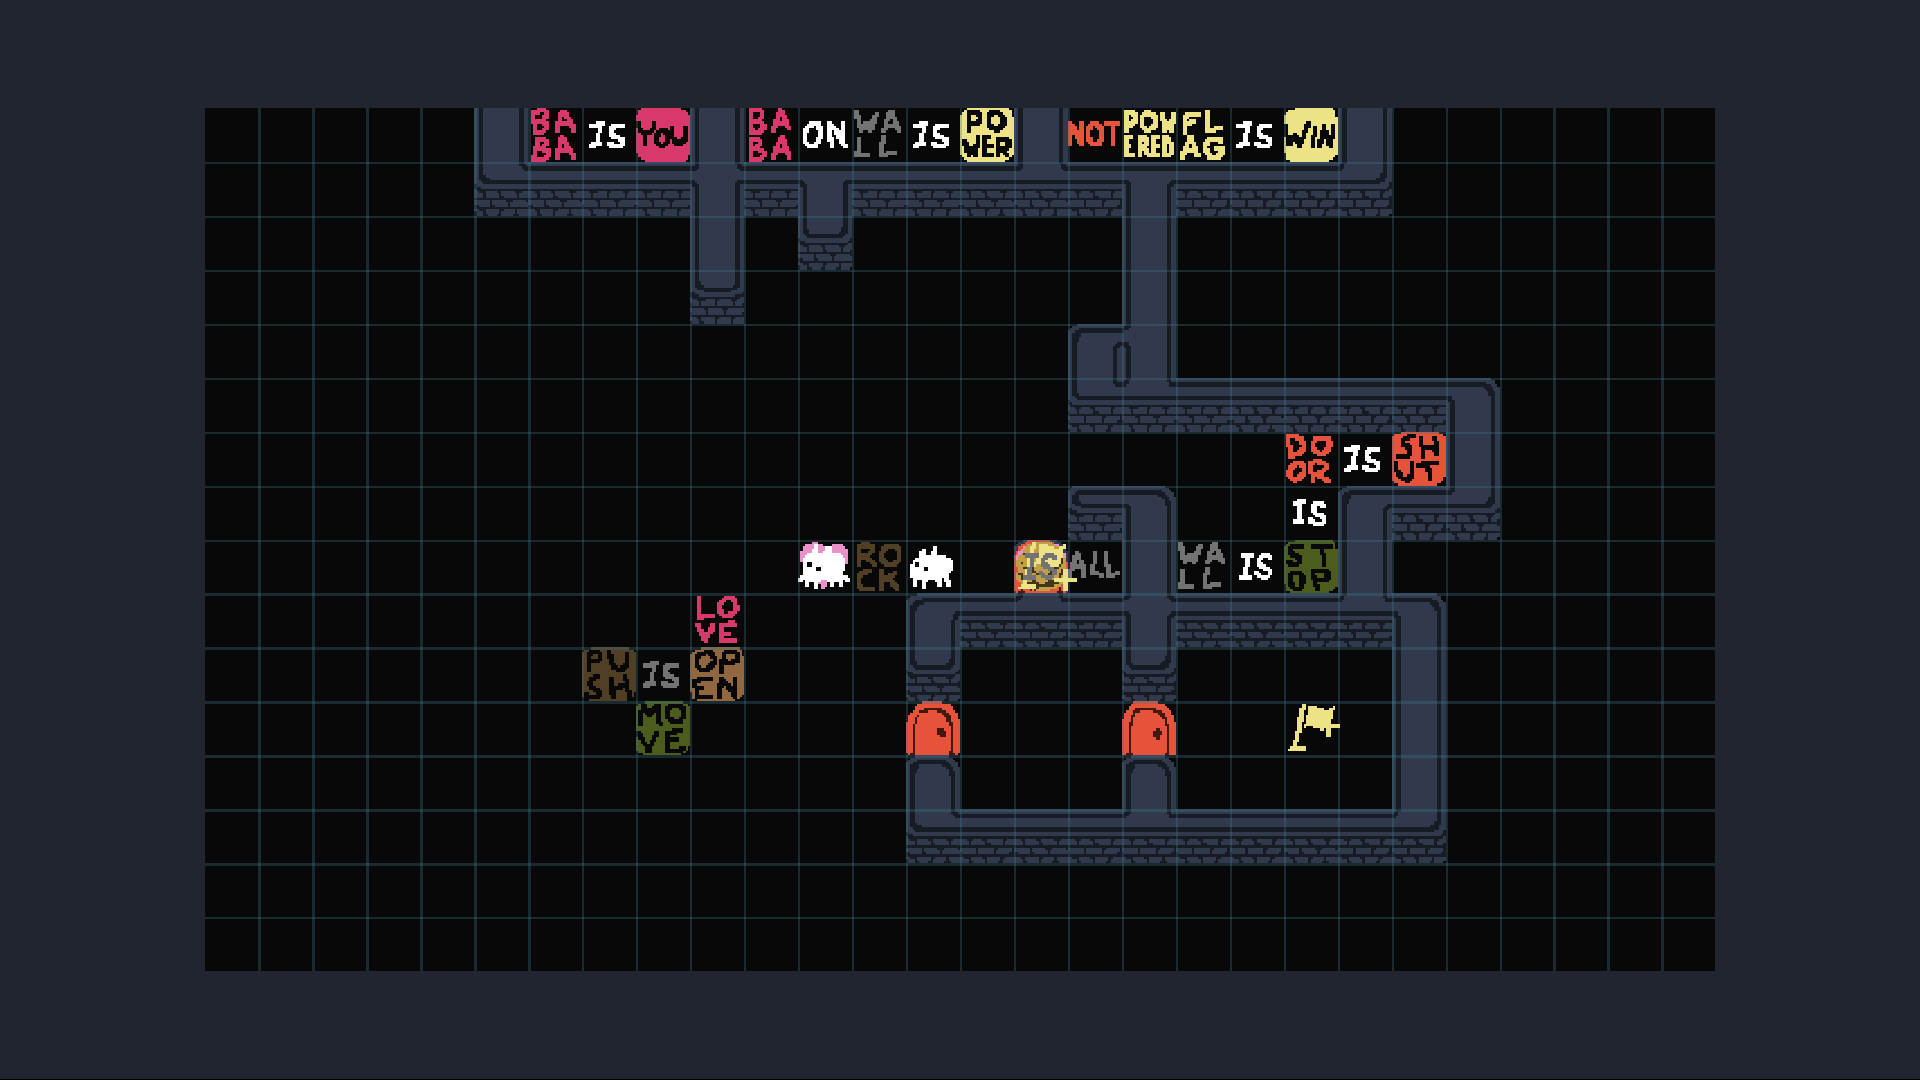 BABA IS YOU BABA ON WALL IS POWER NOT POWERED FLAG IS WIN
DOOR IS SHUT
IS
ROCK IS ALL WALL IS STOP
LOVE
PUSH IS OPEN
MOVE